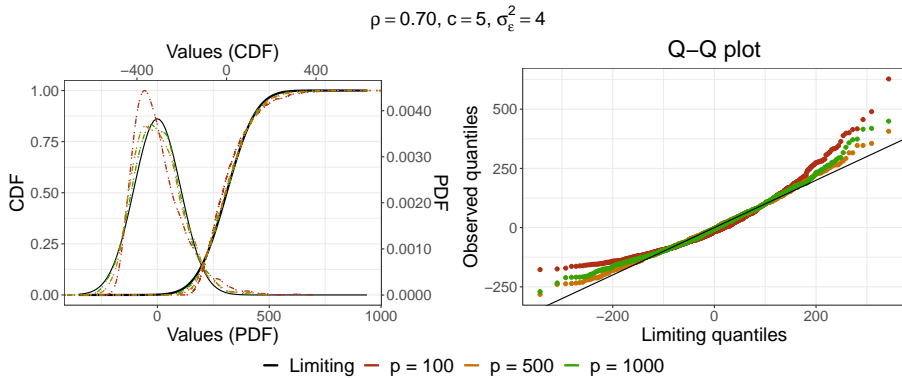 ρ = 0.70, c = 5, σ²_ε = 4
Values (CDF)
−400 0 400
CDF
1.00
0.75
0.50
0.25
0.00
0.0044
0.0030
0.0020
0.0010
0.0000
PDF
0 500 1000
Values (PDF)
Q−Q plot
Observed quantiles
500
250
0
−250
−200 0 200
Limiting quantiles
Limiting p = 100 p = 500 p = 1000